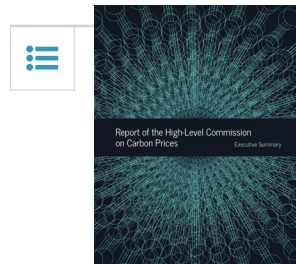 Report of the High-Level Commission
on Carbon Prices
Executive Summary